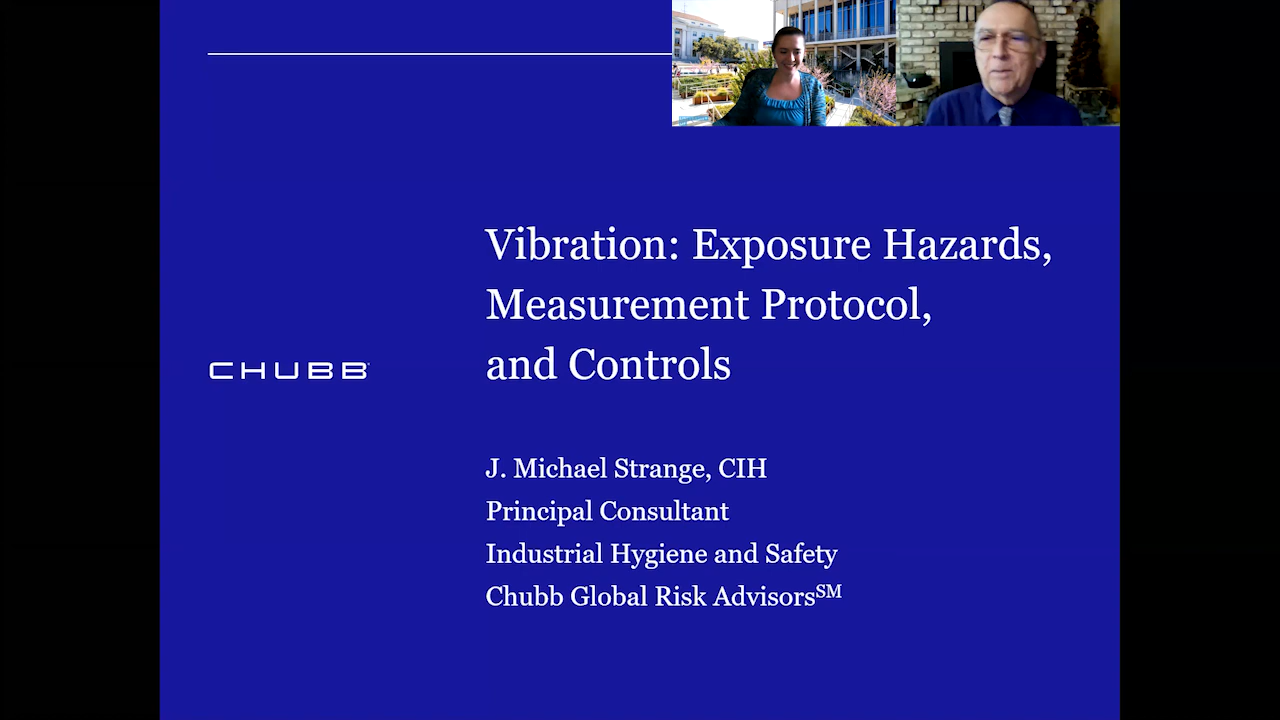 Vibration: Exposure Hazards,
Measurement Protocol,
and Controls
CHUBB
J. Michael Strange, CIH
Principal Consultant
Industrial Hygiene and Safety
Chubb Global Risk Advisors℠